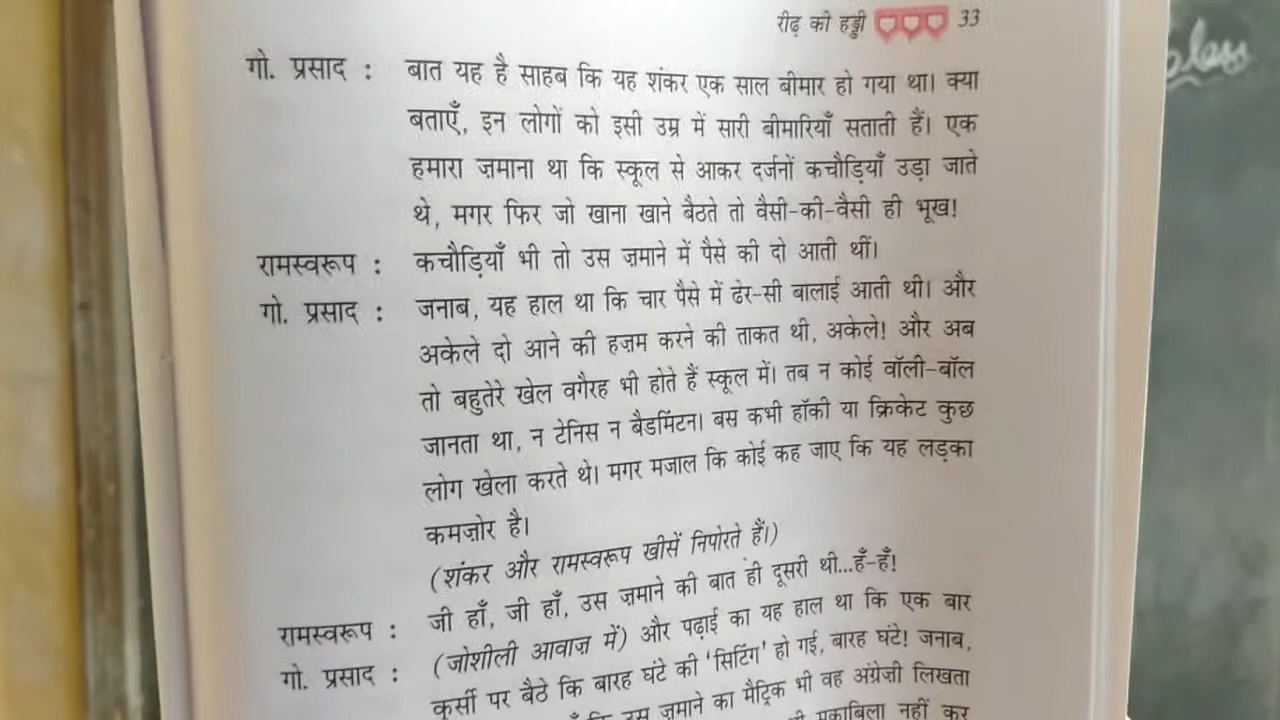 रीढ़ की हड्डी 33
class
गो. प्रसाद : बात यह है साहब कि यह शंकर एक साल बीमार हो गया था। क्या
बताएँ, इन लोगों को इसी उम्र में सारी बीमारियाँ सताती हैं। एक
हमारा ज़माना था कि स्कूल से आकर दर्जनों कचौड़ियाँ उड़ा जाते
थे, मगर फिर जो खाना खाने बैठते तो वैसी-की-वैसी ही भूख!
रामस्वरूप : कचौड़ियाँ भी तो उस ज़माने में पैसे की दो आती थीं।
गो. प्रसाद : जनाब, यह हाल था कि चार पैसे में ढेर-सी बालाई आती थी। और
अकेले दो आने की हज़म करने की ताकत थी, अकेले! और अब
तो बहुतेरे खेल वगैरह भी होते हैं स्कूल में। तब न कोई वॉली-बॉल
जानता था, न टेनिस न बैडमिंटन। बस कभी हॉकी या क्रिकेट कुछ
लोग खेला करते थे। मगर मजाल कि कोई कह जाए कि यह लड़का
कमज़ोर है।
(शंकर और रामस्वरूप खीसें निपोरते हैं।)
रामस्वरूप : जी हाँ, जी हाँ, उस ज़माने की बात ही दूसरी थी...हँ-हँ!
गो. प्रसाद : (जोशीली आवाज़ में) और पढ़ाई का यह हाल था कि एक बार
कुर्सी पर बैठे कि बारह घंटे की 'सिटिंग' हो गई, बारह घंटे! जनाब,
कि उस ज़माने का मैट्रिक भी वह अंग्रेज़ी लिखता
मुकाबिला नहीं कर